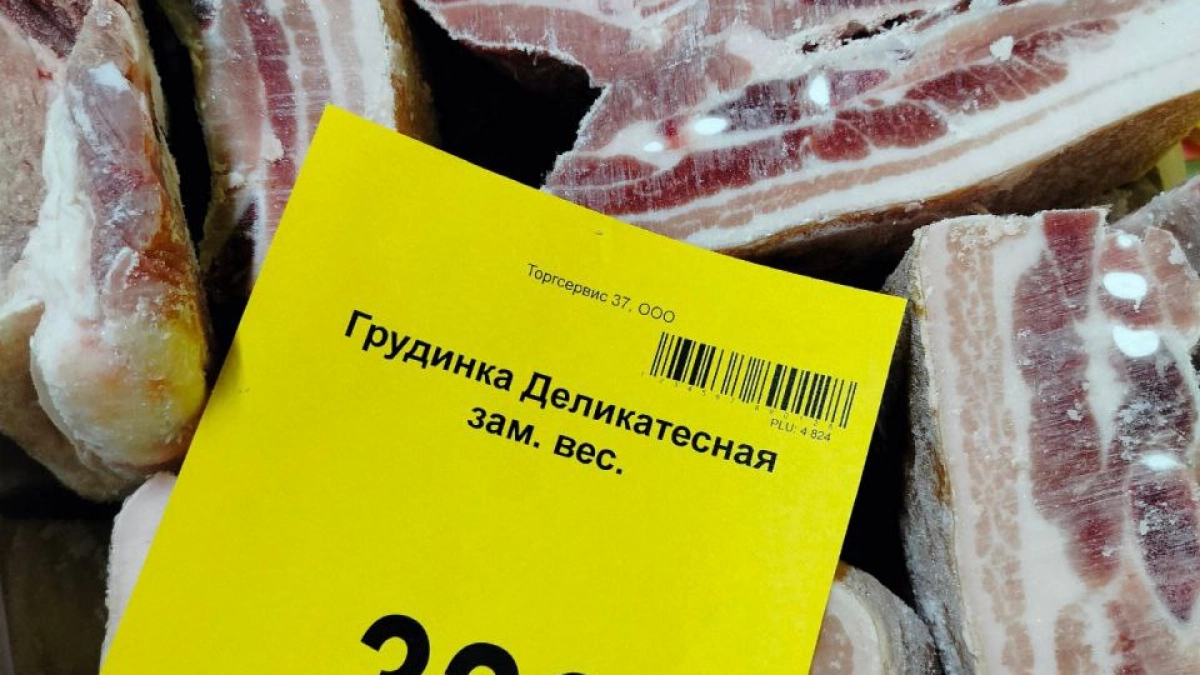 Торгсервис 37, ООО
Грудинка Деликатесная
зам. вес.
PLU: 4 824